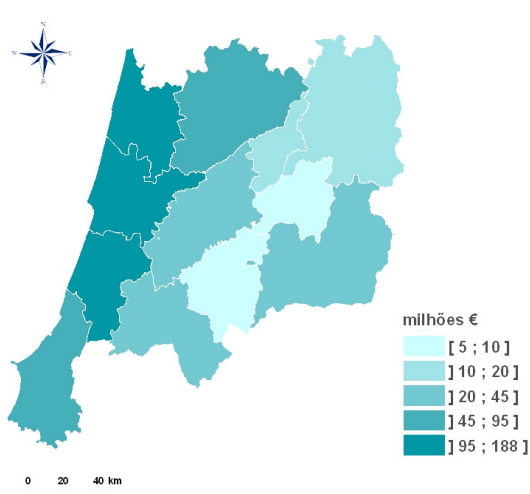 N
W E
S
milhões €
[ 5 ; 10 ]
] 10 ; 20 ]
] 20 ; 45 ]
] 45 ; 95 ]
] 95 ; 188 ]
0 20 40 km